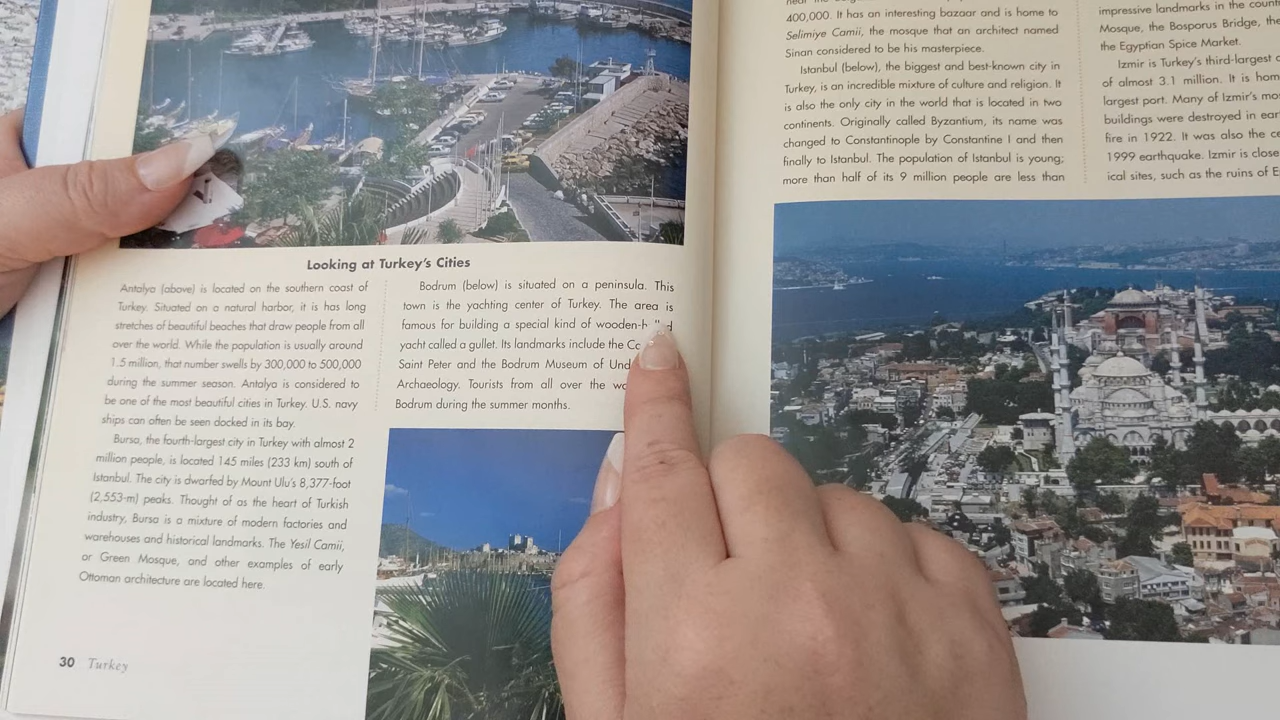 Looking at Turkey's Cities
Antalya (above) is located on the southern coast of
Turkey. Situated on a natural harbor, it has long
stretches of beautiful beaches that draw people from all
over the world. While the population is usually around
1.5 million, that number swells by 300,000 to 500,000
during the summer season. Antalya is considered to
be one of the most beautiful cities in Turkey. U.S. navy
ships can often be seen docked in its bay.
Bursa, the fourth-largest city in Turkey with almost 2
million people, is located 145 miles (233 km) south of
Istanbul. The city is dwarfed by Mount Ulu's 8,377-foot
(2,553-m) peaks. Thought of as the heart of Turkish
industry, Bursa is a mixture of modern factories and
warehouses and historical landmarks. The Yesil Camii,
or Green Mosque, and other examples of early
Ottoman architecture are located here.
Bodrum (below) is situated on a peninsula. This
town is the yachting center of Turkey. The area is
famous for building a special kind of
yacht called a gullet. Its landmarks include the
Saint Peter and the Bodrum Museum of
Archaeology. Tourists from all over the
Bodrum during the summer months.
30 Turkey
400,000. It has an interesting bazaar and is home to
Selimiye Camii, the mosque that an architect named
Sinan considered to be his masterpiece.
Istanbul (below), the biggest and best-known city in
Turkey, is an incredible mixture of culture and religion. It
is also the only city in the world that is located in two
continents. Originally called Byzantium, its name was
changed to Constantinople by Constantine I and then
finally to Istanbul. The population of Istanbul is young;
more than half of its 9 million people are less than
impressive landmarks in the
Mosque, the Bosporus Bridge, the
the Egyptian Spice Market.
Izmir is Turkey's third-largest
of almost 3.1 million. It is
largest port. Many of Izmir's
buildings were destroyed in
fire in 1922. It was also the
1999 earthquake. Izmir is
ical sites, such as the ruins of